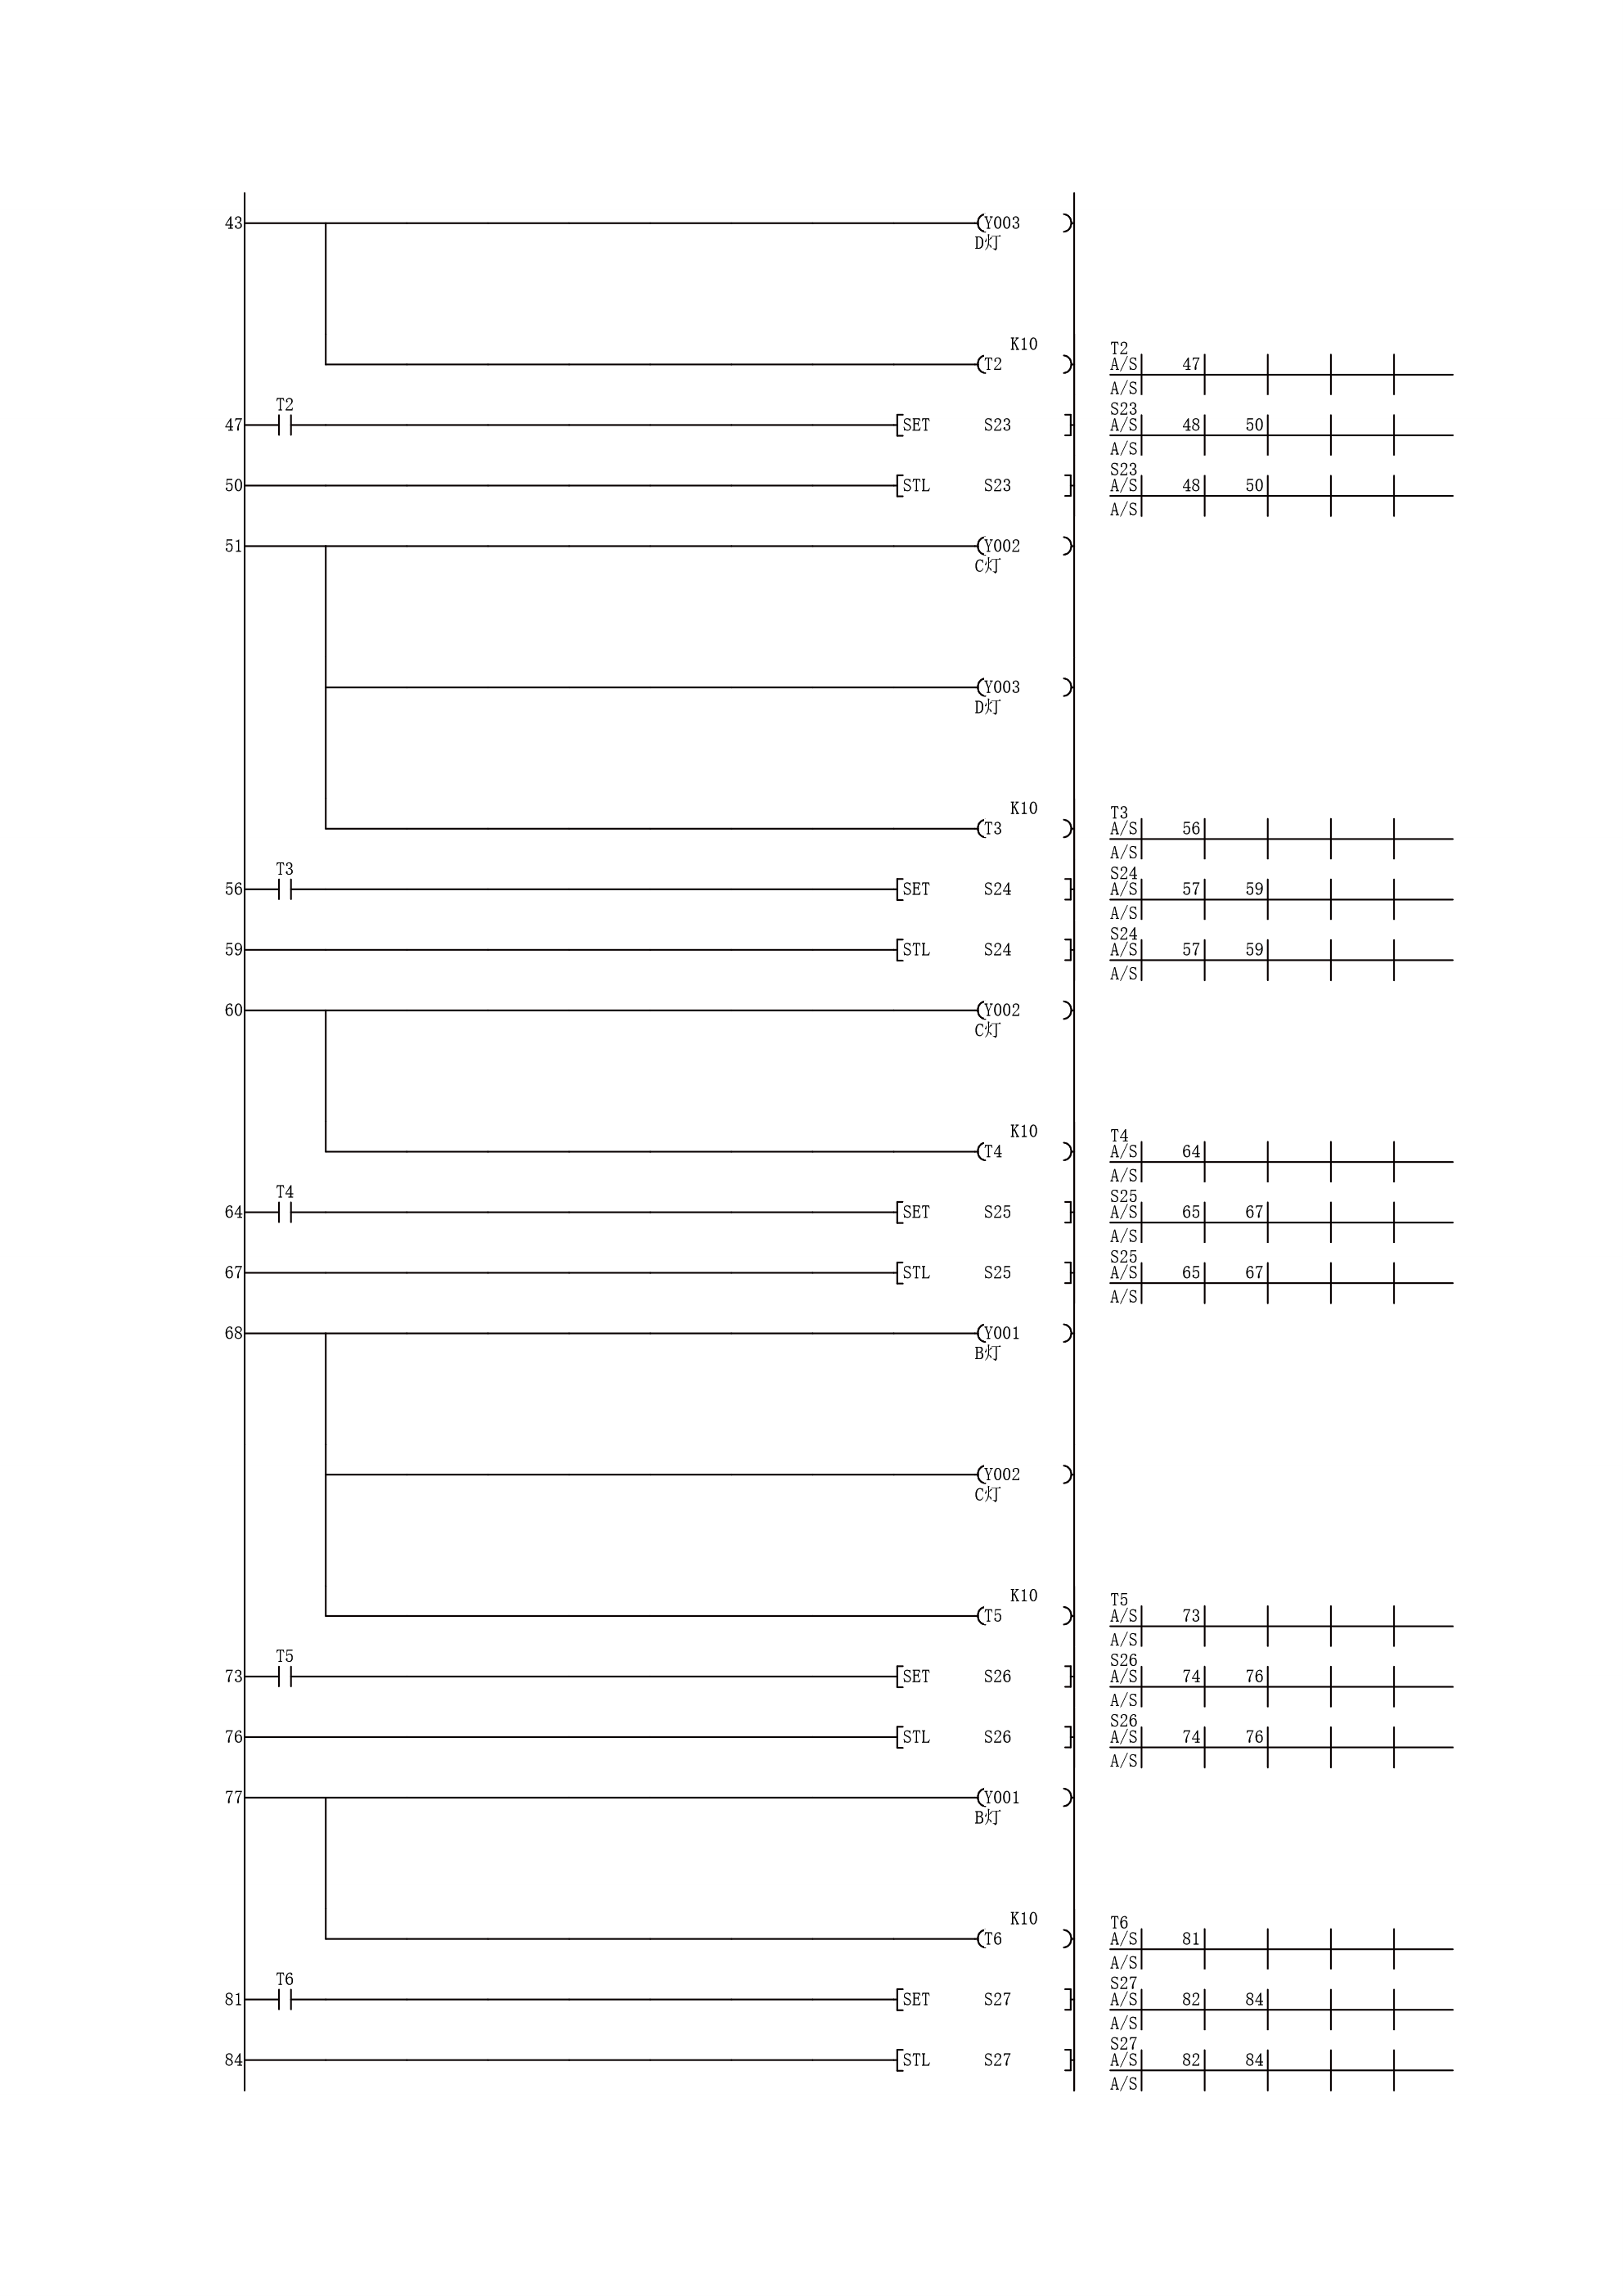 43 Y003
D灯
K10 T2
T2 A/S 47
A/S
T2 S23
47 SET S23 A/S 48 50
A/S
S23
50 STL S23 A/S 48 50
A/S
51 Y002
C灯
Y003
D灯
K10 T3
T3 A/S 56
A/S
T3 S24
56 SET S24 A/S 57 59
A/S
S24
59 STL S24 A/S 57 59
A/S
60 Y002
C灯
K10 T4
T4 A/S 64
A/S
T4 S25
64 SET S25 A/S 65 67
A/S
S25
67 STL S25 A/S 65 67
A/S
68 Y001
B灯
Y002
C灯
K10 T5
T5 A/S 73
A/S
T5 S26
73 SET S26 A/S 74 76
A/S
S26
76 STL S26 A/S 74 76
A/S
77 Y001
B灯
K10 T6
T6 A/S 81
A/S
T6 S27
81 SET S27 A/S 82 84
A/S
S27
84 STL S27 A/S 82 84
A/S